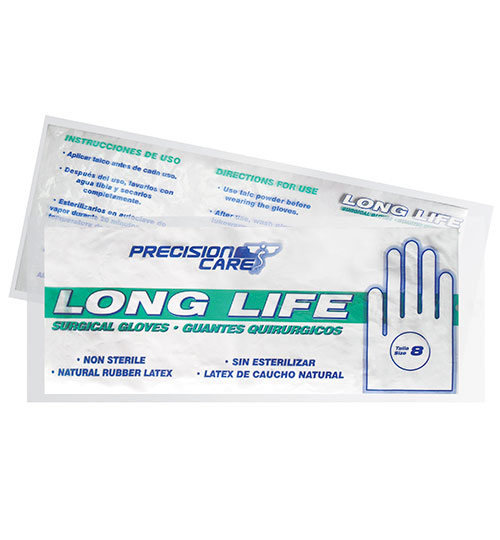 INSTRUCCIONES DE USO
• Aplicar talco antes de cada uso.
• Después del uso, lavarlos con
agua tibia y secarlos
completamente.
• Esterilizarlos en autoclave de
vapor durante 30 minutos
DIRECTIONS FOR USE
• Use talc powder before
wearing the gloves.
• After use, wash gloves
LONG LIFE
PRECISION
CARE
LONG LIFE
SURGICAL GLOVES • GUANTES QUIRURGICOS
• NON STERILE
• NATURAL RUBBER LATEX
• SIN ESTERILIZAR
• LATEX DE CAUCHO NATURAL
Talla
Size 8